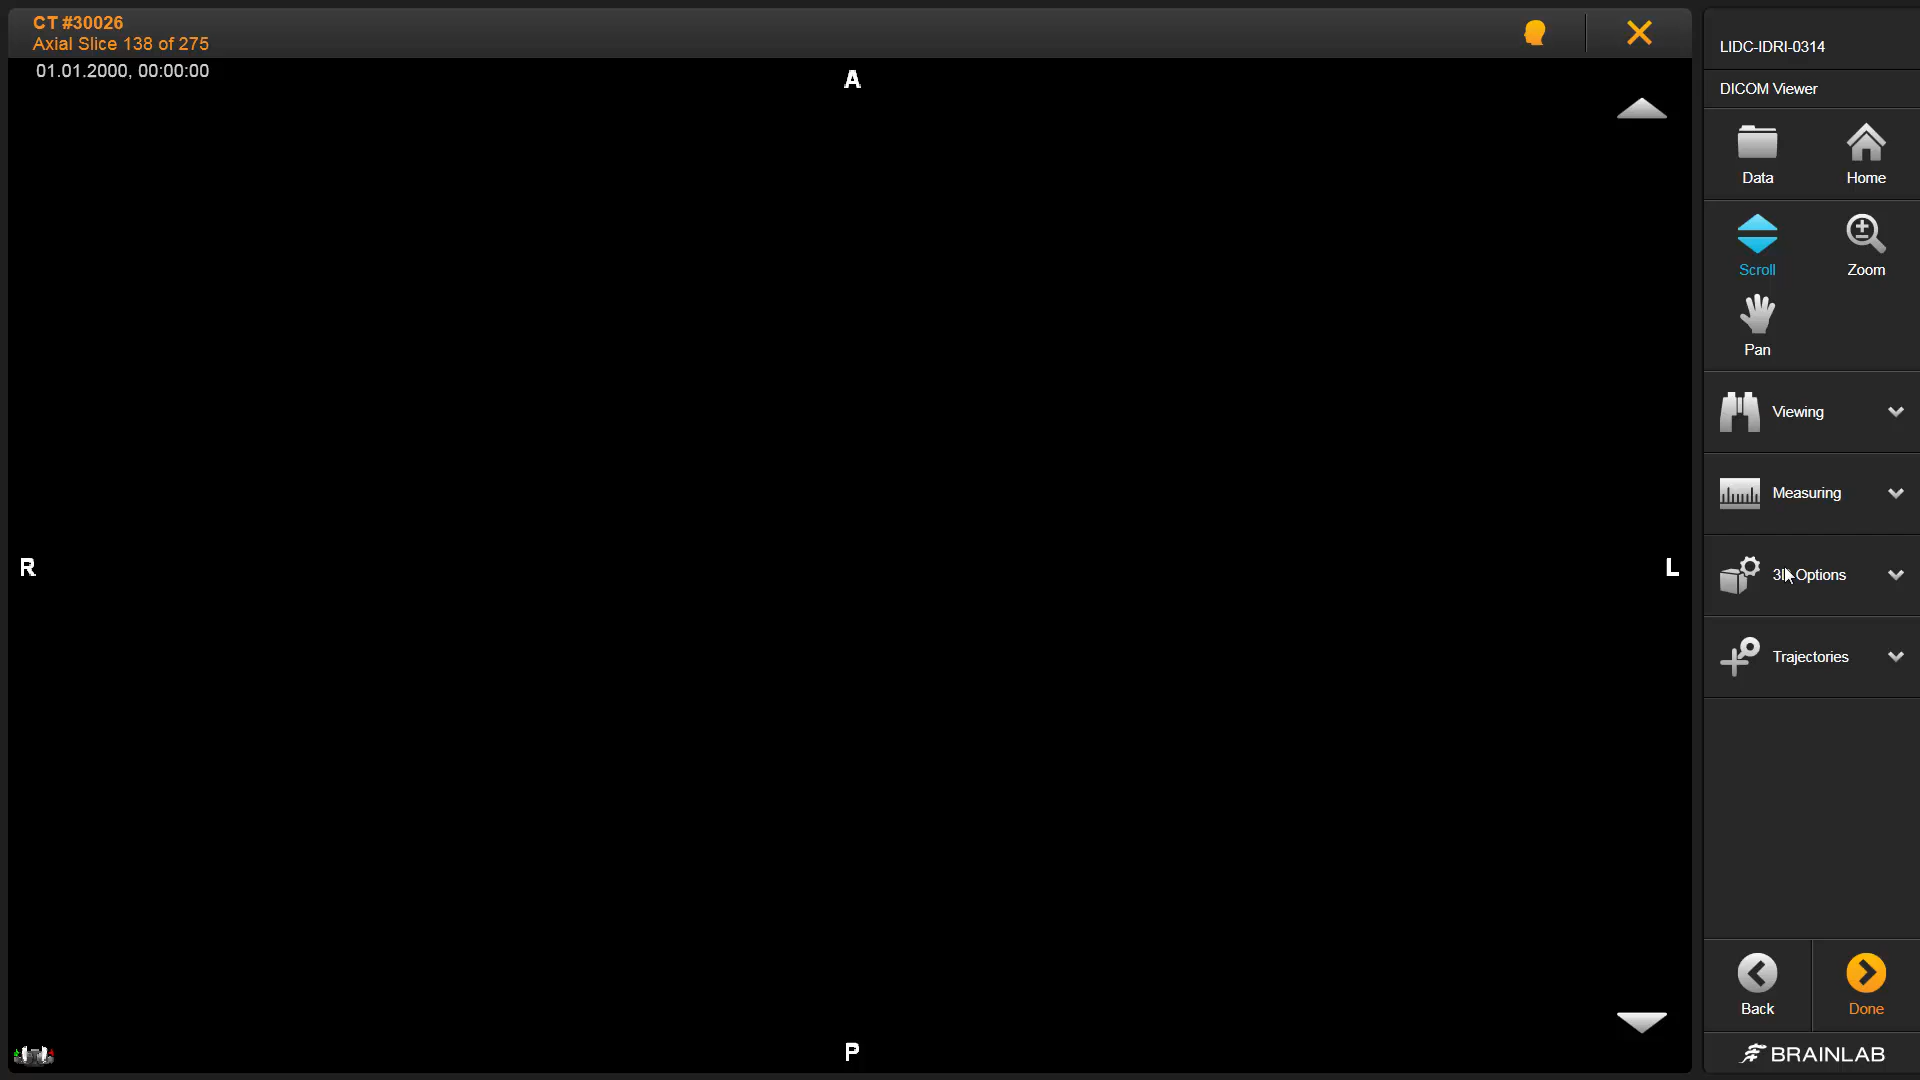 CT #30026
Axial Slice 138 of 275
01.01.2000, 00:00:00
A
R
L
P
LIDC-IDRI-0314
DICOM Viewer
Data
Home
Scroll
Zoom
Pan
Viewing
Measuring
3D Options
Trajectories
Back
Done
BRAINLAB